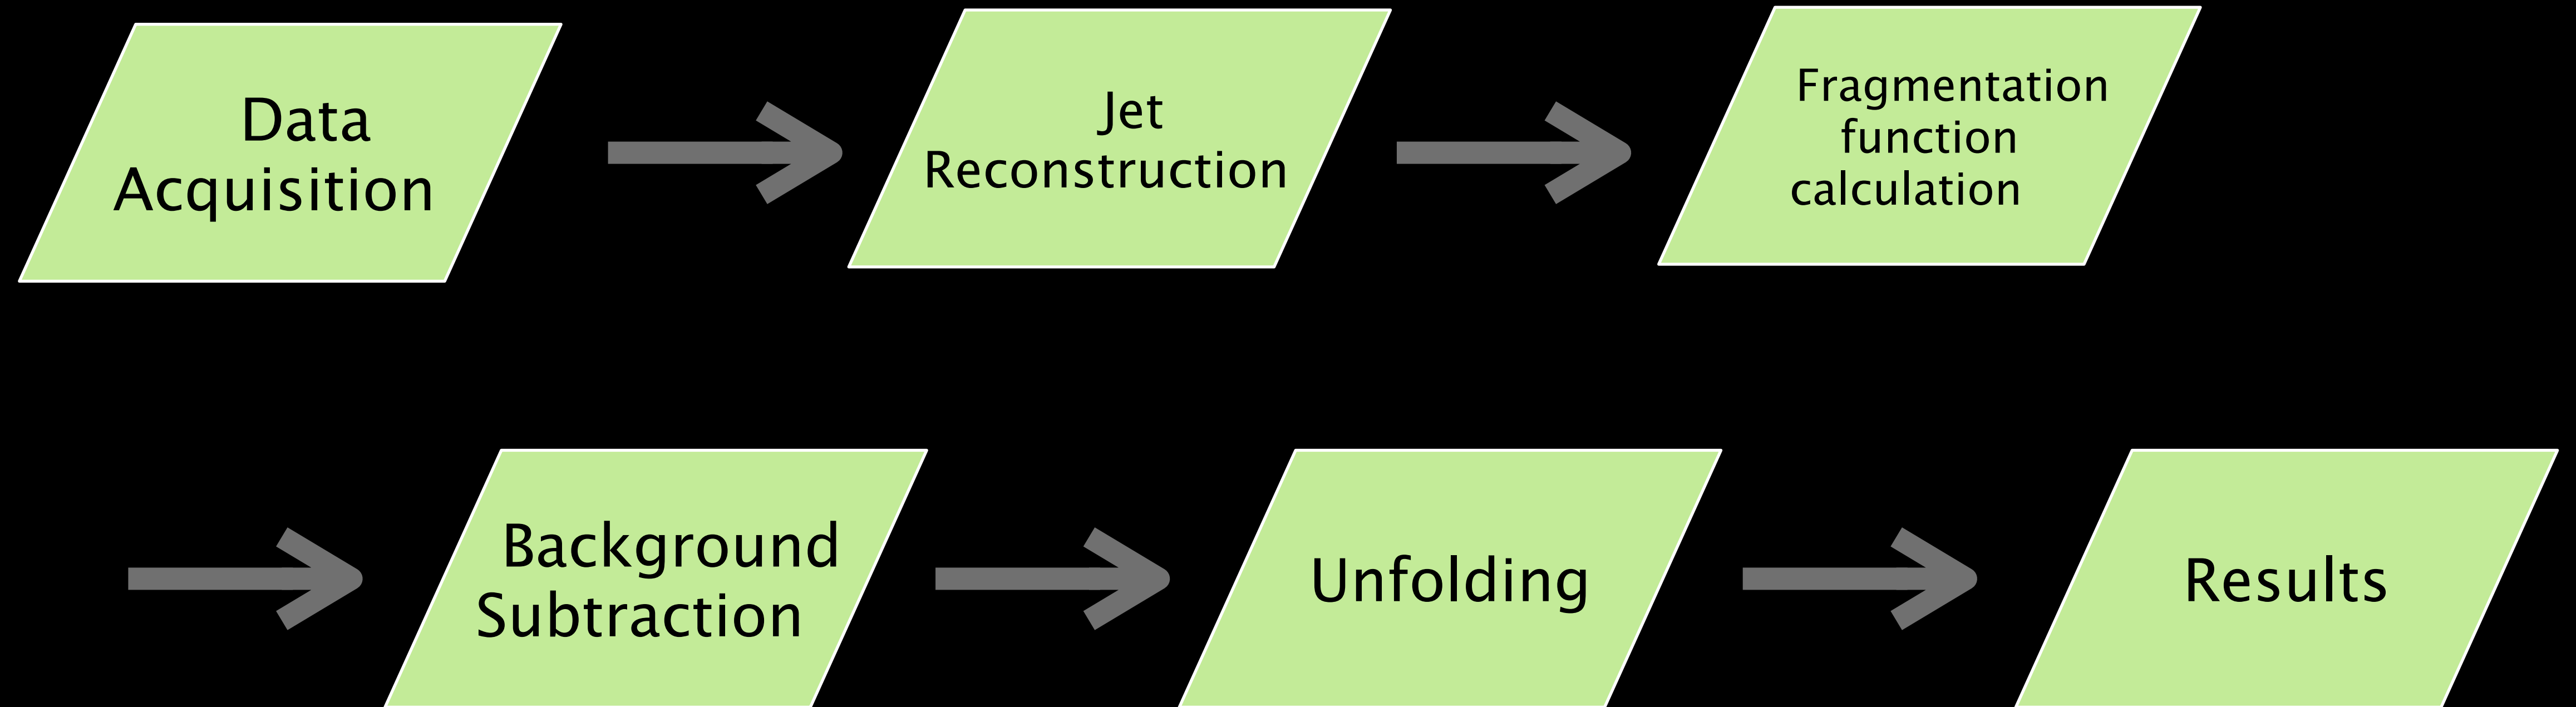 Data
Acquisition
Jet
Reconstruction
Fragmentation
function
calculation
Background
Subtraction
Unfolding
Results